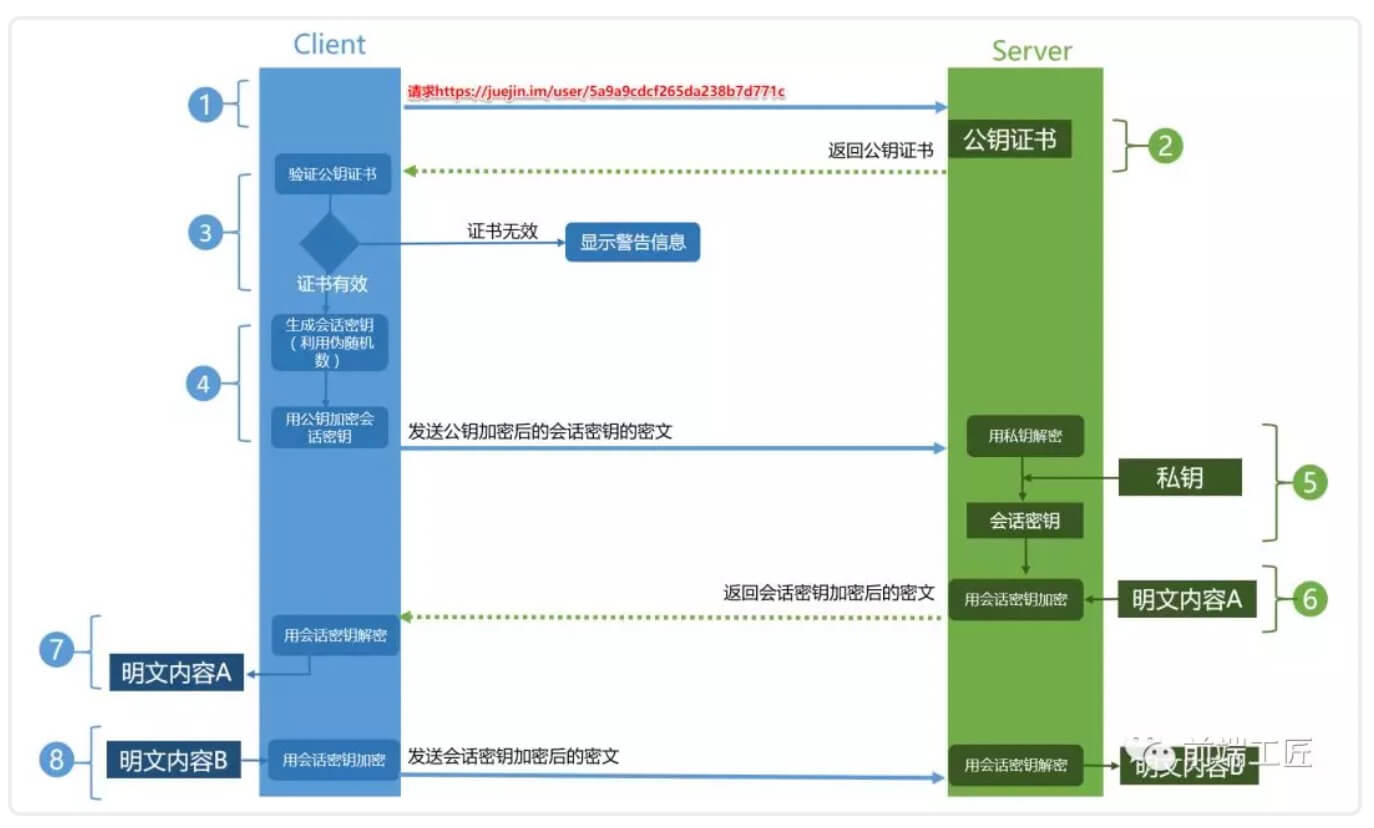 Client
Server
1
请求https://juejin.im/user/5a9a9cdcf265da238b7d771c
公钥证书
2
返回公钥证书
验证公钥证书
3
证书无效
显示警告信息
证书有效
生成会话密钥
(利用伪随机
数)
4
用公钥加密会
话密钥
发送公钥加密后的会话密钥的密文
用私钥解密
私钥
5
会话密钥
返回会话密钥加密后的密文
用会话密钥加密
明文内容A
6
7
用会话密钥解密
明文内容A
8
明文内容B
用会话密钥加密
发送会话密钥加密后的密文
用会话密钥解密
明文内容B
前端工匠